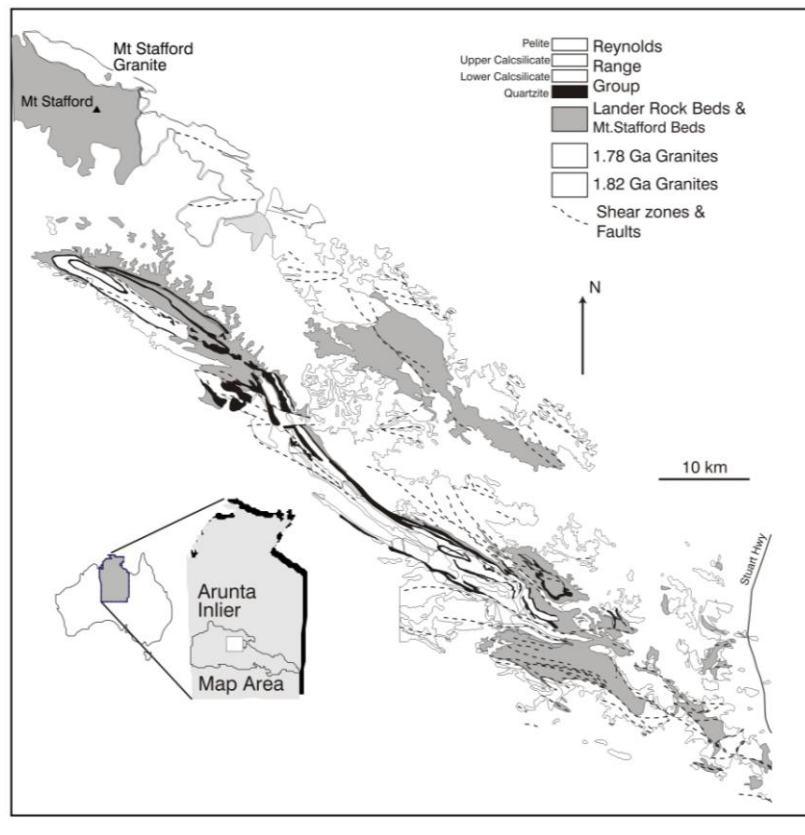 Mt Stafford
Granite
Mt Stafford
Pelite
Upper Calcsilicate
Lower Calcsilicate
Quartzite
Reynolds
Range
Group
Lander Rock Beds &
Mt.Stafford Beds
1.78 Ga Granites
1.82 Ga Granites
Shear zones &
Faults
N
10 km
Stuart Hwy
Arunta
Inlier
Map Area